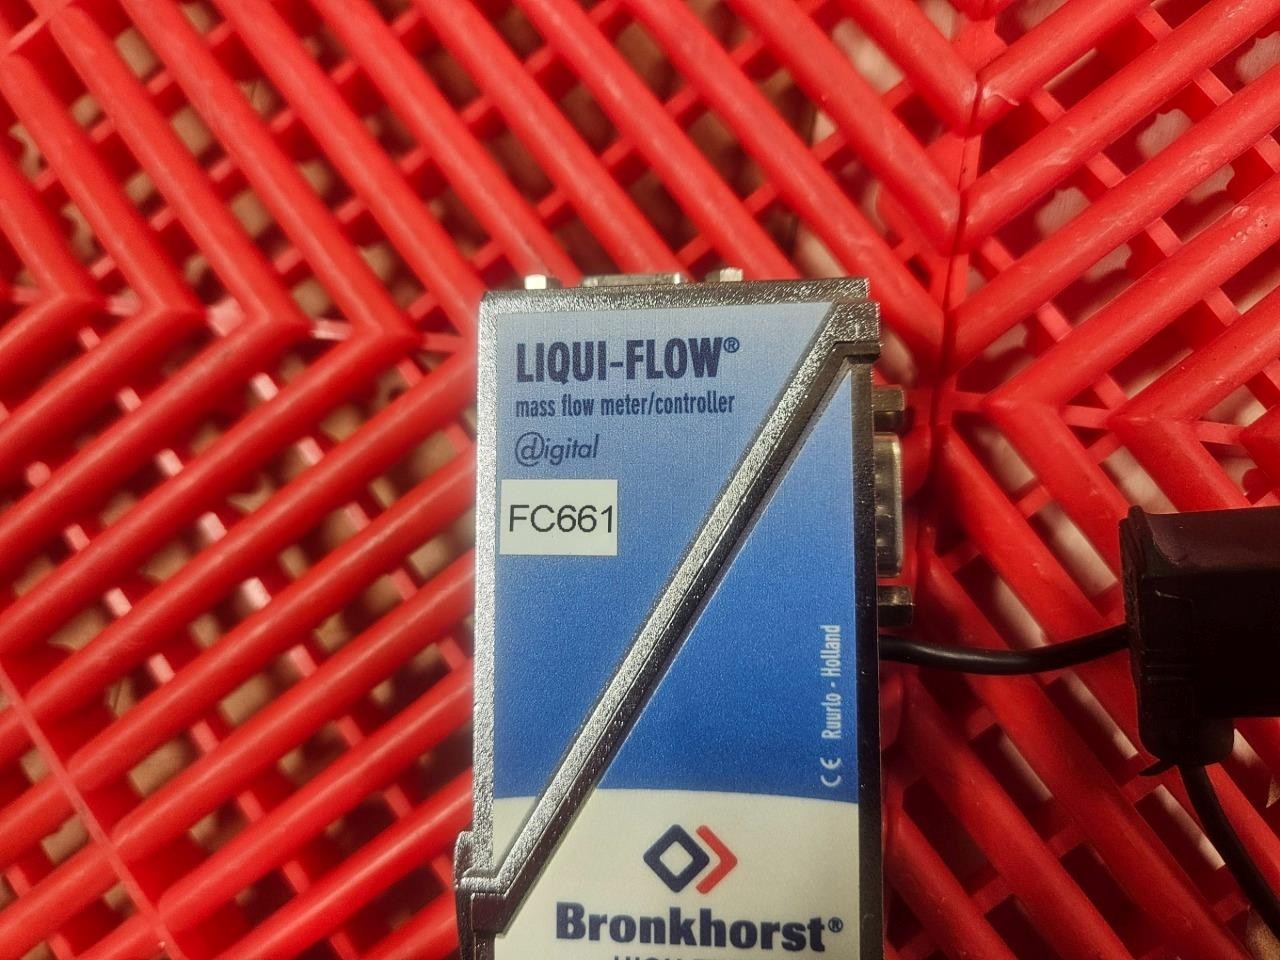 LIQUI-FLOW®
mass flow meter/controller
@digital
FC661
CE Ruurlo - Holland
Bronkhorst®